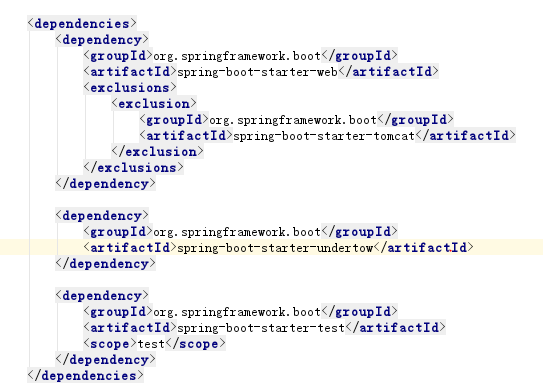 <dependencies>
<dependency>
<groupId>org.springframework.boot</groupId>
<artifactId>spring-boot-starter-web</artifactId>
<exclusions>
<exclusion>
<groupId>org.springframework.boot</groupId>
<artifactId>spring-boot-starter-tomcat</artifactId>
</exclusion>
</exclusions>
</dependency>
<dependency>
<groupId>org.springframework.boot</groupId>
<artifactId>spring-boot-starter-undertow</artifactId>
</dependency>
<dependency>
<groupId>org.springframework.boot</groupId>
<artifactId>spring-boot-starter-test</artifactId>
<scope>test</scope>
</dependency>
</dependencies>